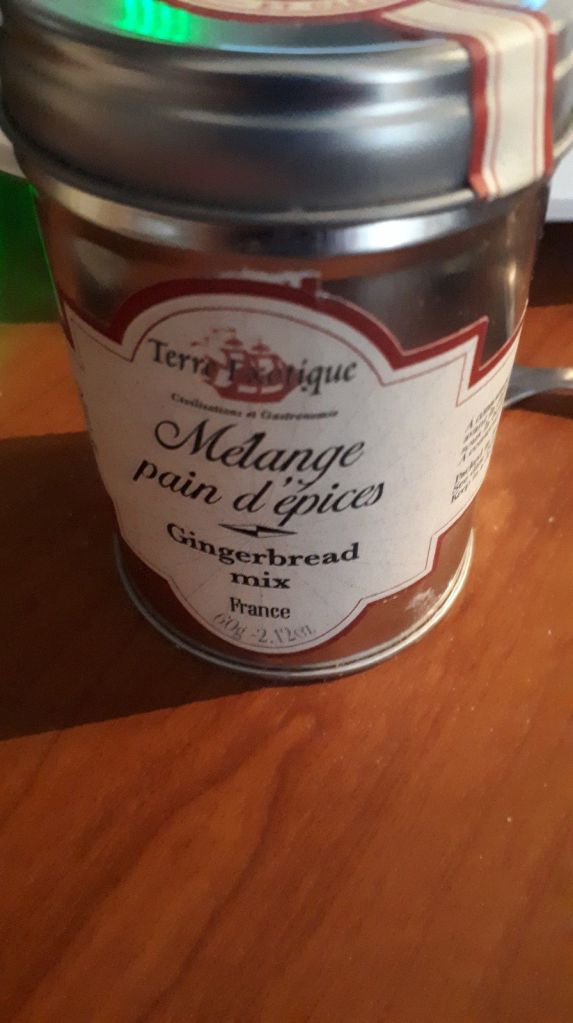 Terre Exotique
Civilisations et Gastronomie
Mélange
pain d'épices
Gingerbread
mix
France
60g - 2.12oz